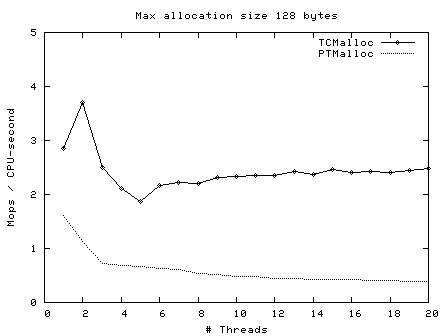 Max allocation size 128 bytes
TCMalloc
PTMalloc
5
4
3
2
1
0
Mops / CPU-second
0 2 4 6 8 10 12 14 16 18 20
# Threads